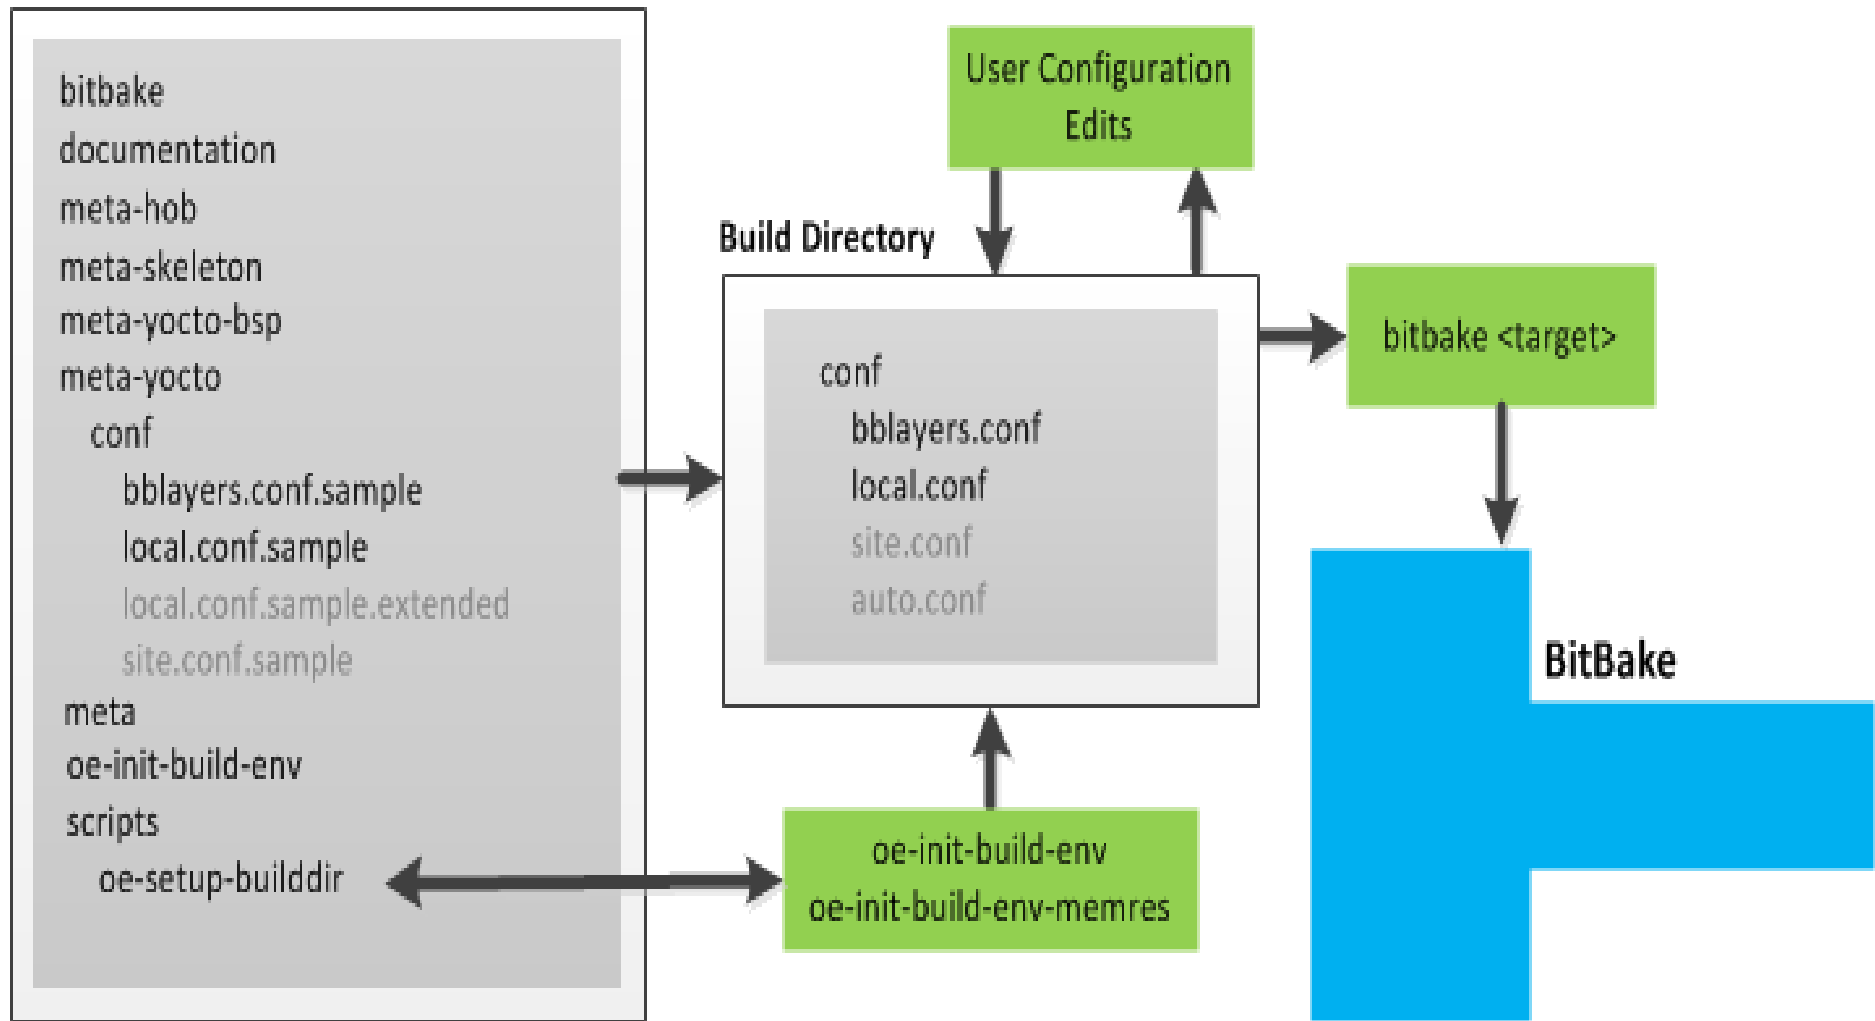 bitbake
documentation
meta-hob
meta-skeleton
meta-yocto-bsp
meta-yocto
conf
bblayers.conf.sample
local.conf.sample
local.conf.sample.extended
site.conf.sample
meta
oe-init-build-env
scripts
oe-setup-builddir
User Configuration
Edits
Build Directory
conf
bblayers.conf
local.conf
site.conf
auto.conf
oe-init-build-env
oe-init-build-env-memres
bitbake <target>
BitBake